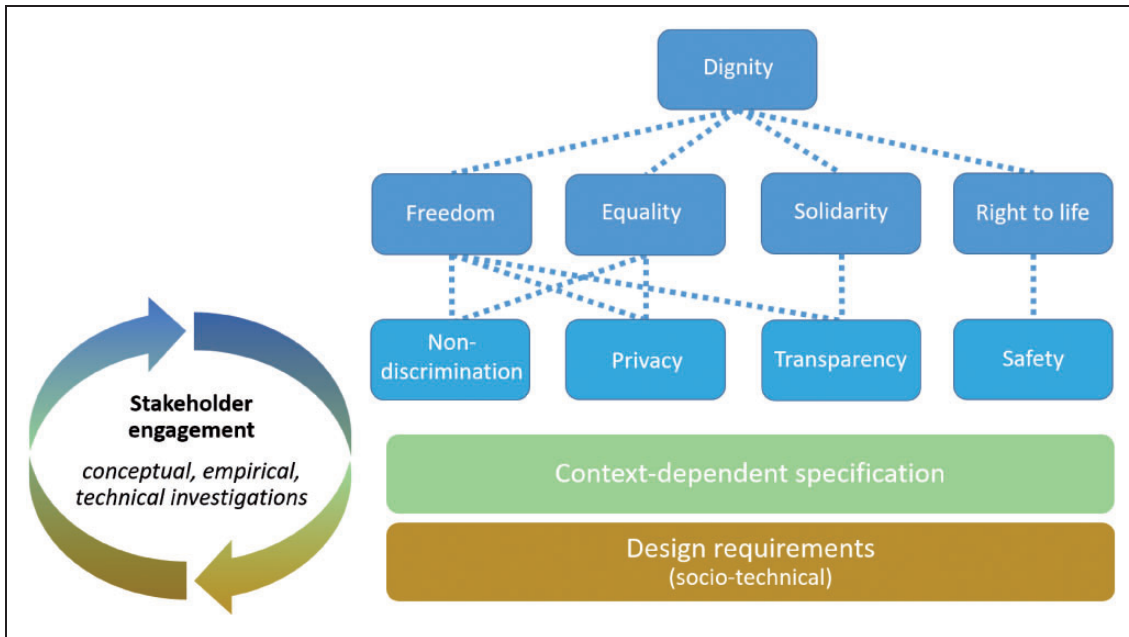 Dignity
Freedom
Equality
Solidarity
Right to life
Non-
discrimination
Privacy
Transparency
Safety
Stakeholder
engagement
conceptual, empirical,
technical investigations
Context-dependent specification
Design requirements
(socio-technical)